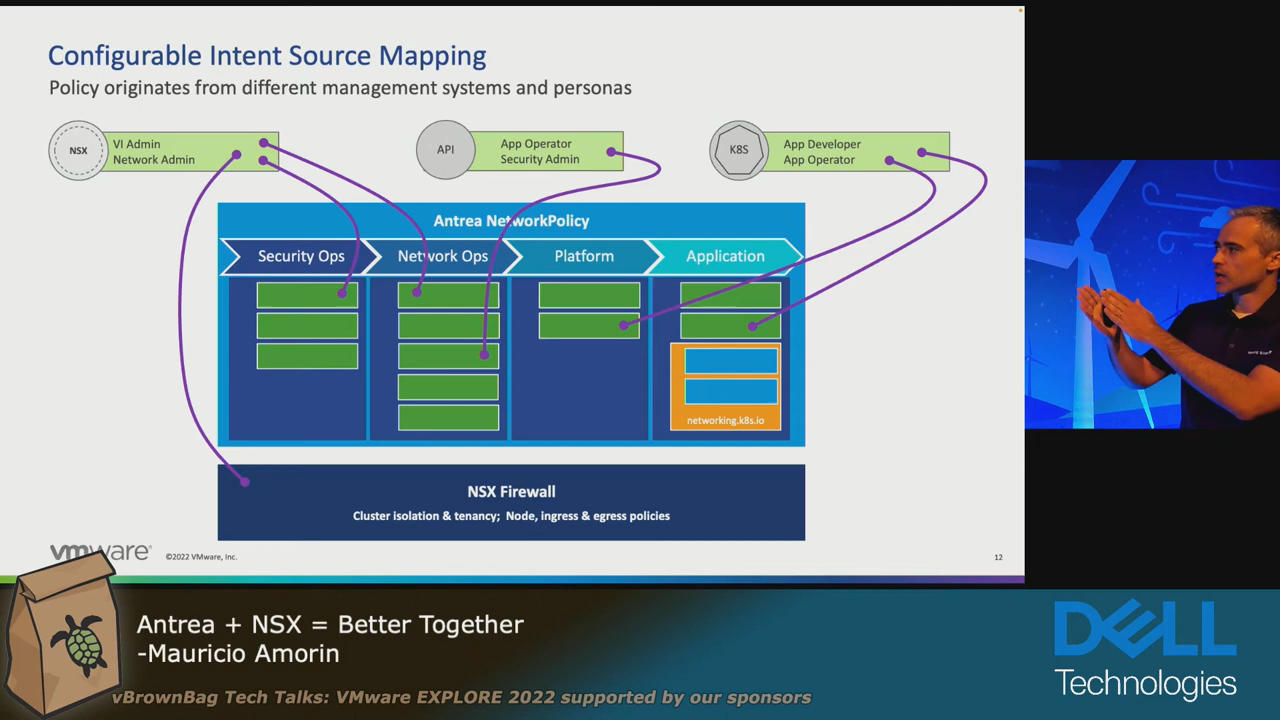 Configurable Intent Source Mapping
Policy originates from different management systems and personas
NSX
VI Admin
Network Admin
API
App Operator
Security Admin
K8S
App Developer
App Operator
Antrea NetworkPolicy
Security Ops
Network Ops
Platform
Application
networking.k8s.io
NSX Firewall
Cluster isolation & tenancy; Node, ingress & egress policies
vmware®
©2022 VMware, Inc.
12
Antrea + NSX = Better Together
-Mauricio Amorin
vBrownBag Tech Talks: VMware EXPLORE 2022 supported by our sponsors
DELL
Technologies